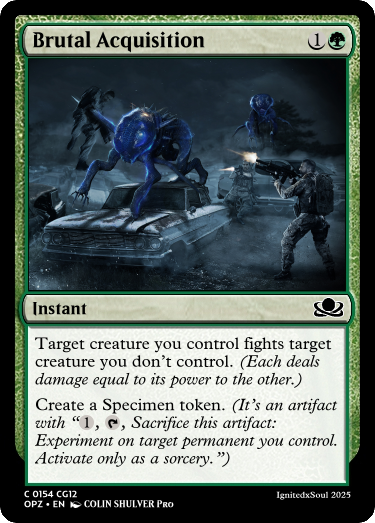 Brutal Acquisition 1
Instant
Target creature you control fights target
creature you don't control. (Each deals
damage equal to its power to the other.)
Create a Specimen token. (It's an artifact
with “1, , Sacrifice this artifact:
Experiment on target permanent you control.
Activate only as a sorcery.”)
C 0154 CG12
OPZ • EN COLIN SHULVER PRO
IgnitedxSoul 2025